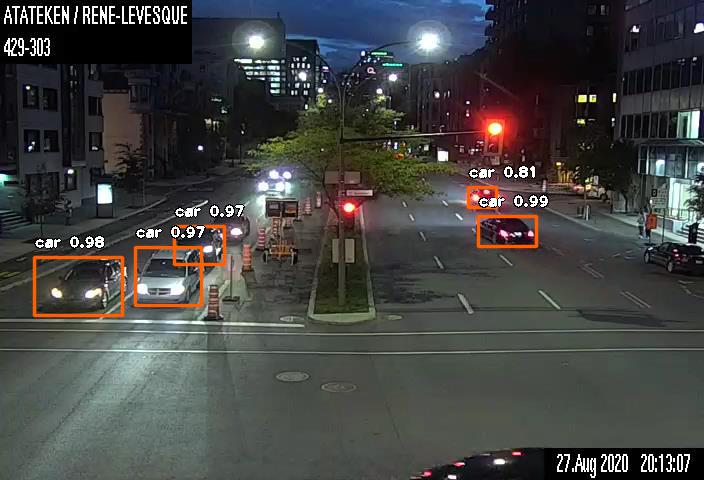 ATATEKEN / RENE-LEVESQUE
429-303
car 0.81
car 0.99
car 0.97
car 0.97
car 0.98
27.Aug 2020 20:13:07